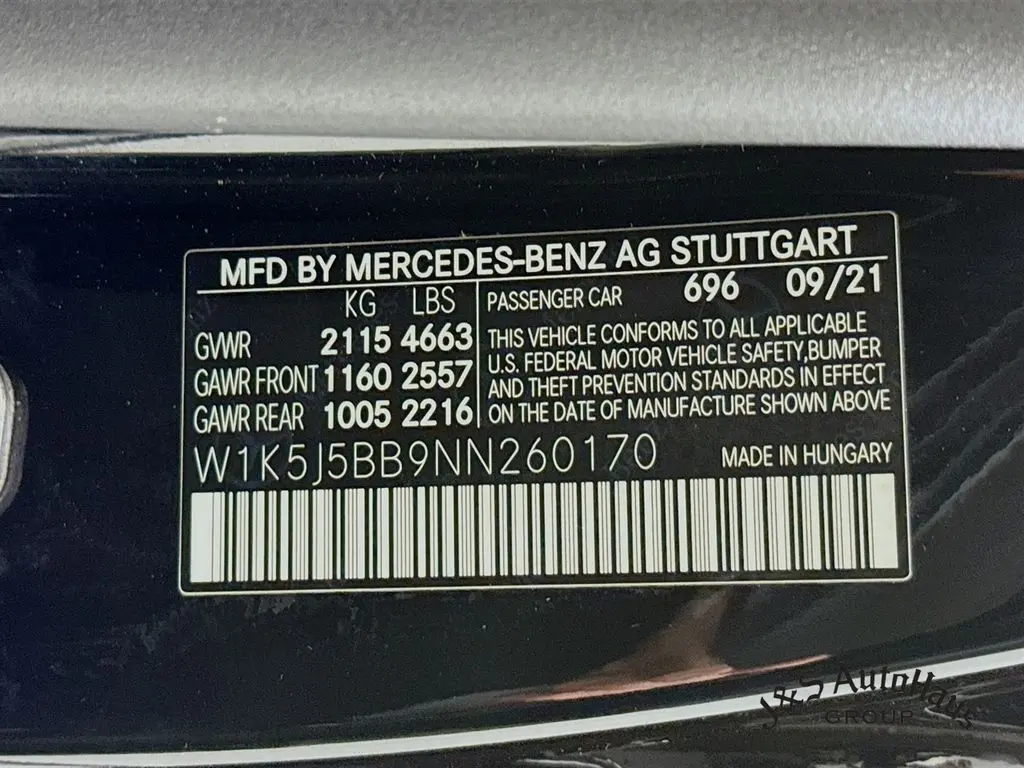 MFD BY MERCEDES-BENZ AG STUTTGART
KG LBS
GVWR 2115 4663
GAWR FRONT 1160 2557
GAWR REAR 1005 2216
PASSENGER CAR 696 09/21
THIS VEHICLE CONFORMS TO ALL APPLICABLE
U.S. FEDERAL MOTOR VEHICLE SAFETY,BUMPER
AND THEFT PREVENTION STANDARDS IN EFFECT
ON THE DATE OF MANUFACTURE SHOWN ABOVE
W1K5J5BB9NN260170 MADE IN HUNGARY
J&S AutoHaus
GROUP